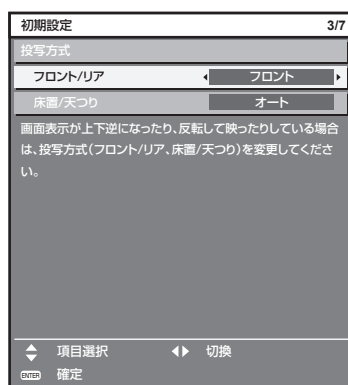 初期設定 3/7
投写方式
フロント/リア フロント
床置/天つり オート
画面表示が上下逆になったり、反転して映ったりしている場合
は、投写方式(フロント/リア、床置/天つり)を変更してくださ
い。
項目選択 切換
ENTER 確定